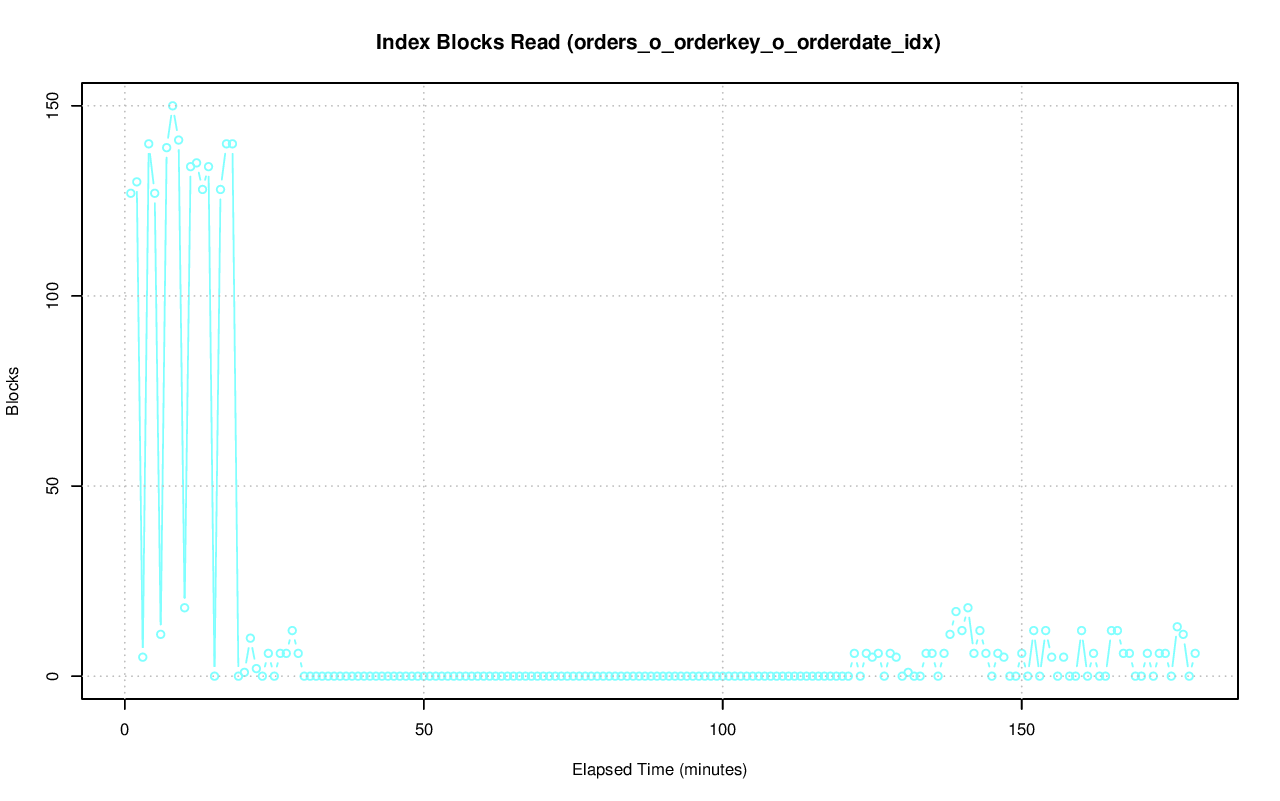 Index Blocks Read (orders_o_orderkey_o_orderdate_idx)
150
100
50
0
Blocks
0 50 100 150
Elapsed Time (minutes)